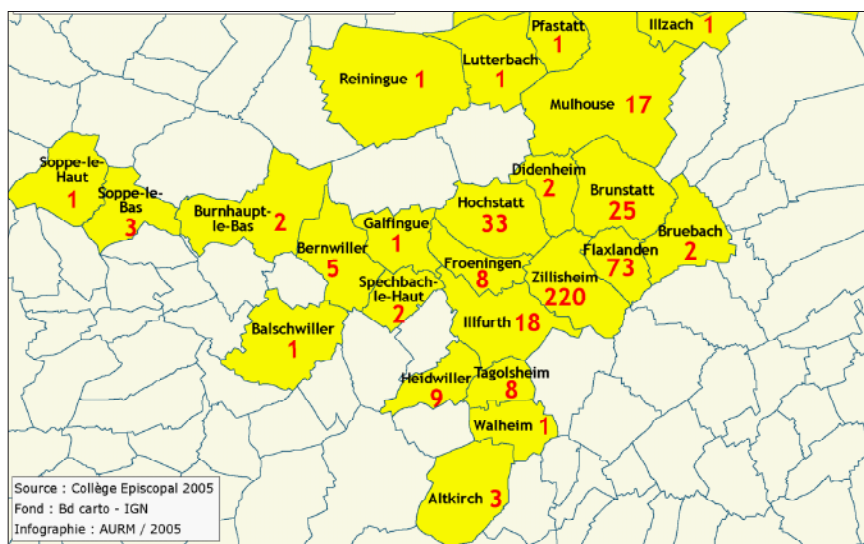 Pfastatt
1
Illzach 1
Lutterbach
1
Reiningue 1
Mulhouse 17
Soppe-le-
Haut
1
Soppe-le-
Bas
3
Didenheim
2
Brunstatt
25
Burnhaupt-
le-Bas
2
Hochstatt
33
Galfingue
1
Bruebach
2
Bernwiller
5
Flaxlanden
73
Froeningen
8
Zillisheim
220
Spechbach-
le-Haut
2
Illfurth 18
Balschwiller
1
Heidwiller
9
Tagolsheim
8
Walheim 1
Altkirch 3
Source : Collège Episcopal 2005
Fond : Bd carto - IGN
Infographie : AURM / 2005